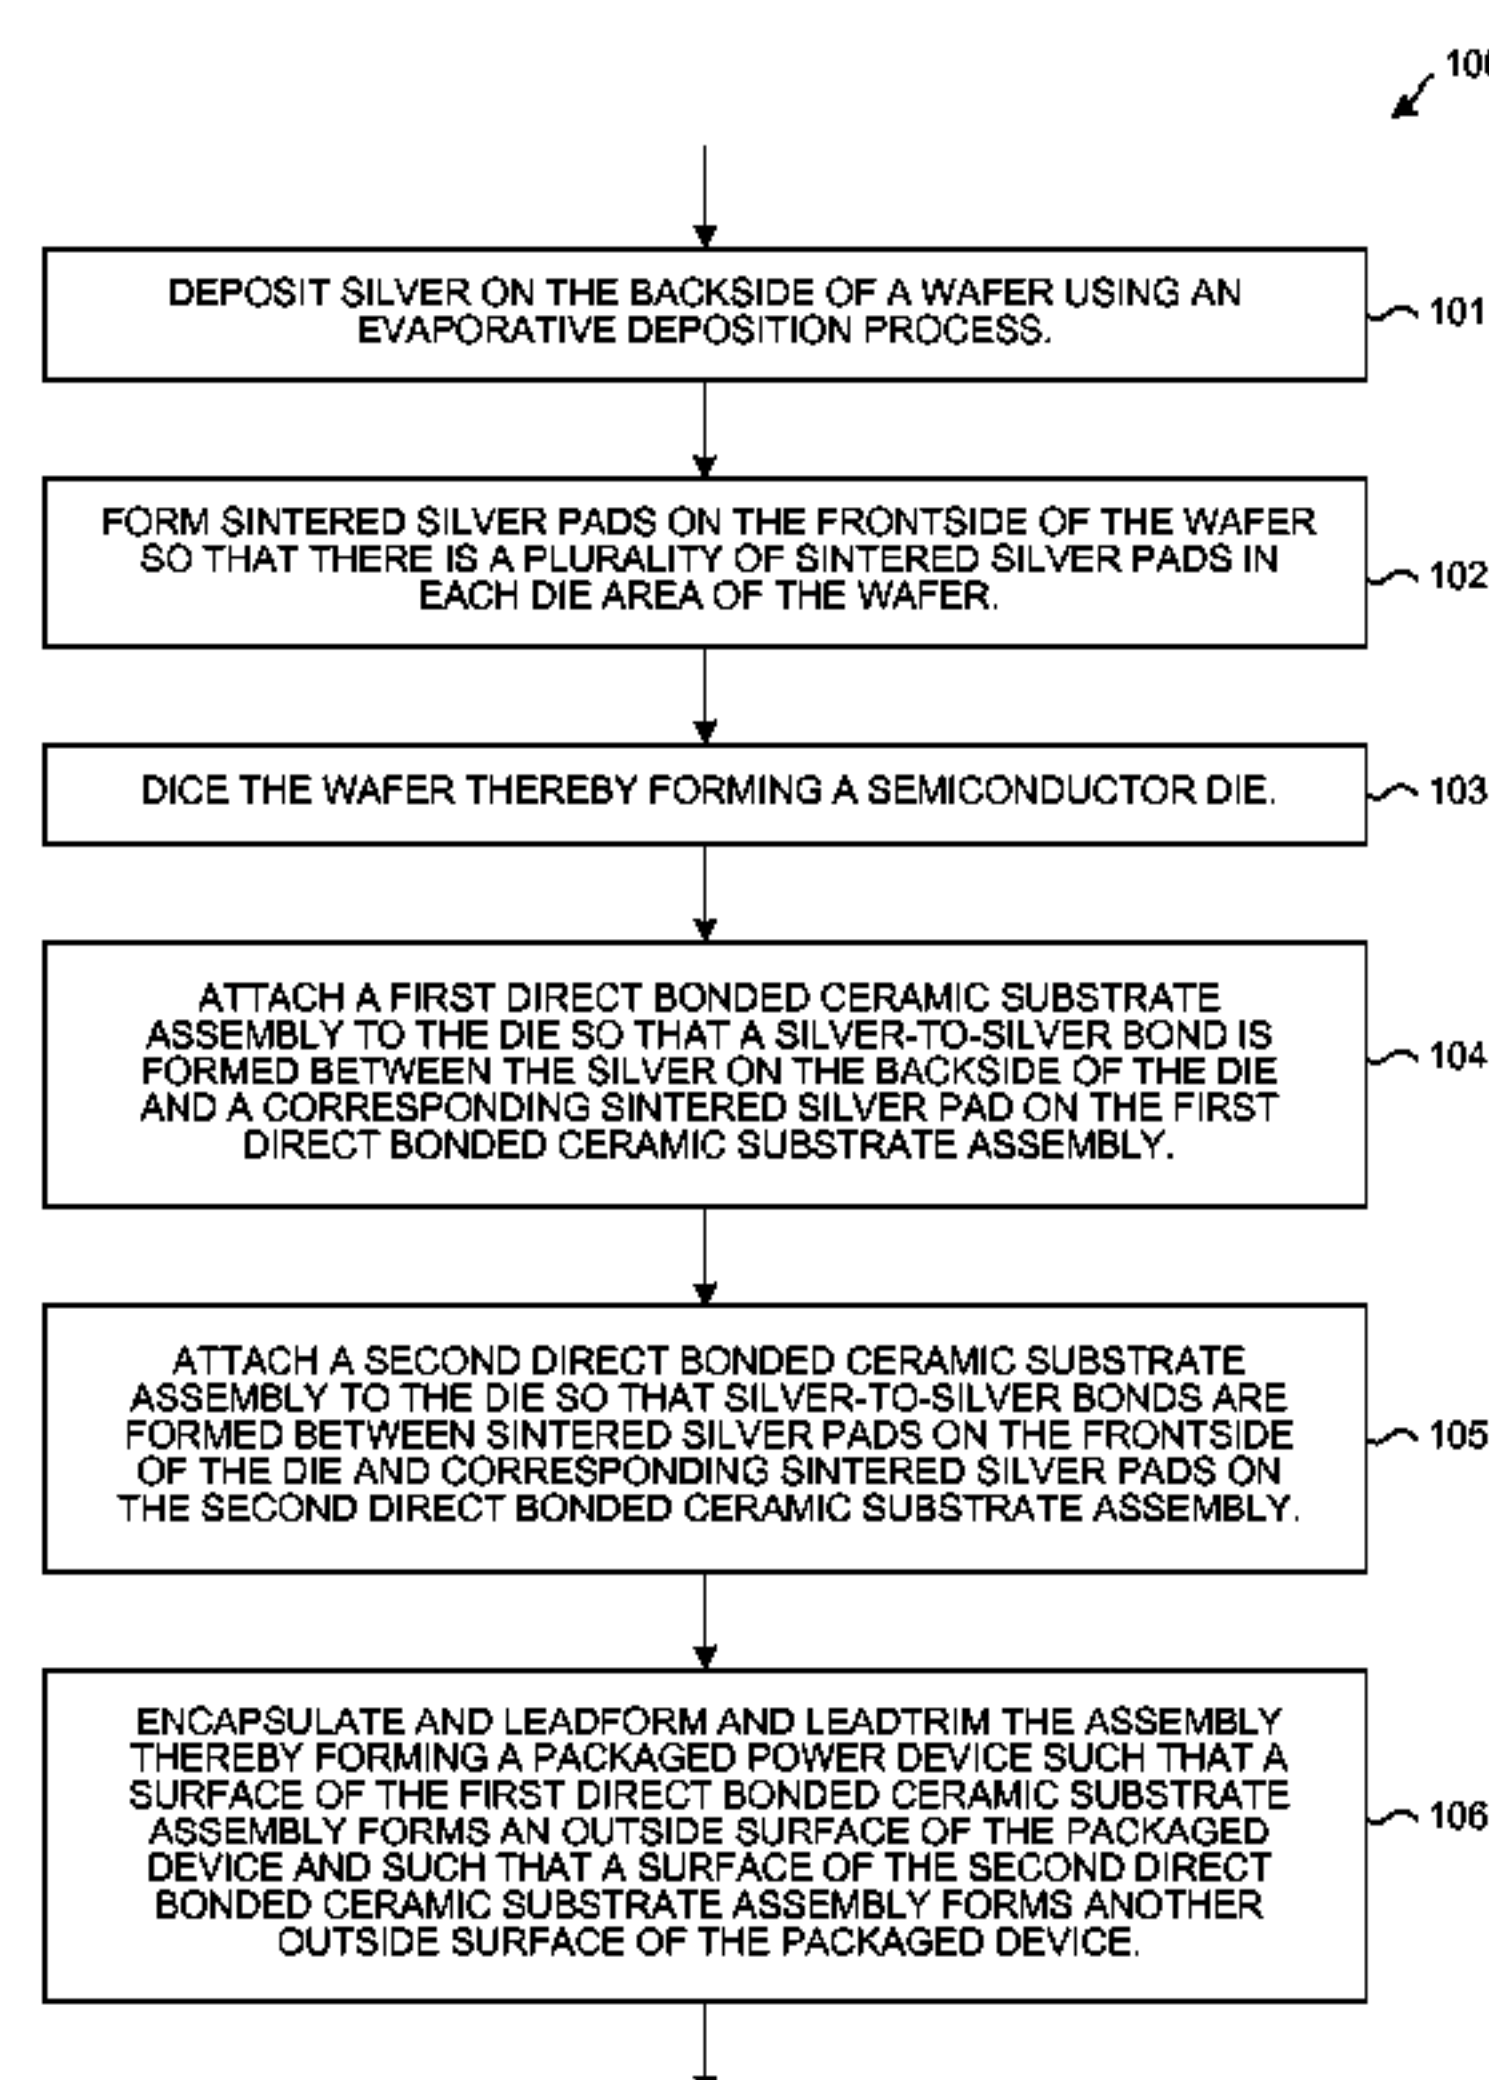 100
DEPOSIT SILVER ON THE BACKSIDE OF A WAFER USING AN
EVAPORATIVE DEPOSITION PROCESS.
101
FORM SINTERED SILVER PADS ON THE FRONTSIDE OF THE WAFER
SO THAT THERE IS A PLURALITY OF SINTERED SILVER PADS IN
EACH DIE AREA OF THE WAFER.
102
DICE THE WAFER THEREBY FORMING A SEMICONDUCTOR DIE.
103
ATTACH A FIRST DIRECT BONDED CERAMIC SUBSTRATE
ASSEMBLY TO THE DIE SO THAT A SILVER-TO-SILVER BOND IS
FORMED BETWEEN THE SILVER ON THE BACKSIDE OF THE DIE
AND A CORRESPONDING SINTERED SILVER PAD ON THE FIRST
DIRECT BONDED CERAMIC SUBSTRATE ASSEMBLY.
104
ATTACH A SECOND DIRECT BONDED CERAMIC SUBSTRATE
ASSEMBLY TO THE DIE SO THAT SILVER-TO-SILVER BONDS ARE
FORMED BETWEEN SINTERED SILVER PADS ON THE FRONTSIDE
OF THE DIE AND CORRESPONDING SINTERED SILVER PADS ON
THE SECOND DIRECT BONDED CERAMIC SUBSTRATE ASSEMBLY.
105
ENCAPSULATE AND LEADFORM AND LEADTRIM THE ASSEMBLY
THEREBY FORMING A PACKAGED POWER DEVICE SUCH THAT A
SURFACE OF THE FIRST DIRECT BONDED CERAMIC SUBSTRATE
ASSEMBLY FORMS AN OUTSIDE SURFACE OF THE PACKAGED
DEVICE AND SUCH THAT A SURFACE OF THE SECOND DIRECT
BONDED CERAMIC SUBSTRATE ASSEMBLY FORMS ANOTHER
OUTSIDE SURFACE OF THE PACKAGED DEVICE.
106